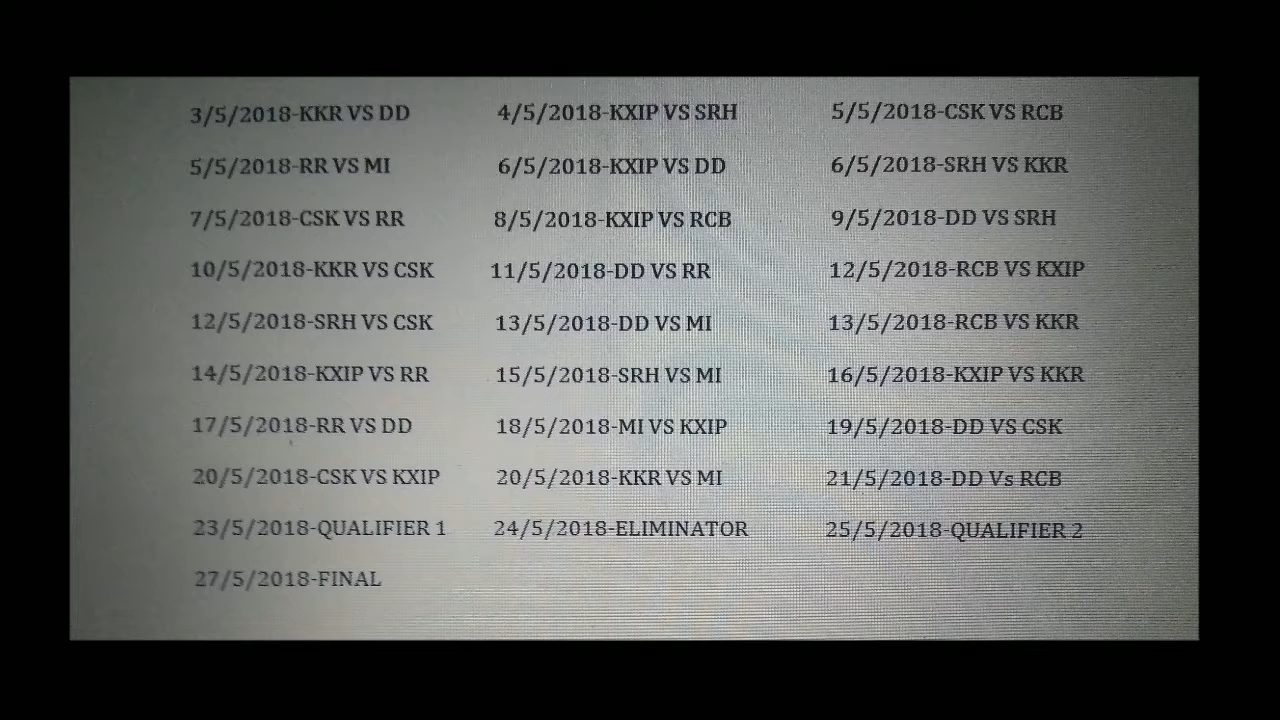 3/5/2018-KKR VS DD 4/5/2018-KXIP VS SRH 5/5/2018-CSK VS RCB
5/5/2018-RR VS MI 6/5/2018-KXIP VS DD 6/5/2018-SRH VS KKR
7/5/2018-CSK VS RR 8/5/2018-KXIP VS RCB 9/5/2018-DD VS SRH
10/5/2018-KKR VS CSK 11/5/2018-DD VS RR 12/5/2018-RCB VS KXIP
12/5/2018-SRH VS CSK 13/5/2018-DD VS MI 13/5/2018-RCB VS KKR
14/5/2018-KXIP VS RR 15/5/2018-SRH VS MI 16/5/2018-KXIP VS KKR
17/5/2018-RR VS DD 18/5/2018-MI VS KXIP 19/5/2018-DD VS CSK
20/5/2018-CSK VS KXIP 20/5/2018-KKR VS MI 21/5/2018-DD Vs RCB
23/5/2018-QUALIFIER 1 24/5/2018-ELIMINATOR 25/5/2018-QUALIFIER 2
27/5/2018-FINAL